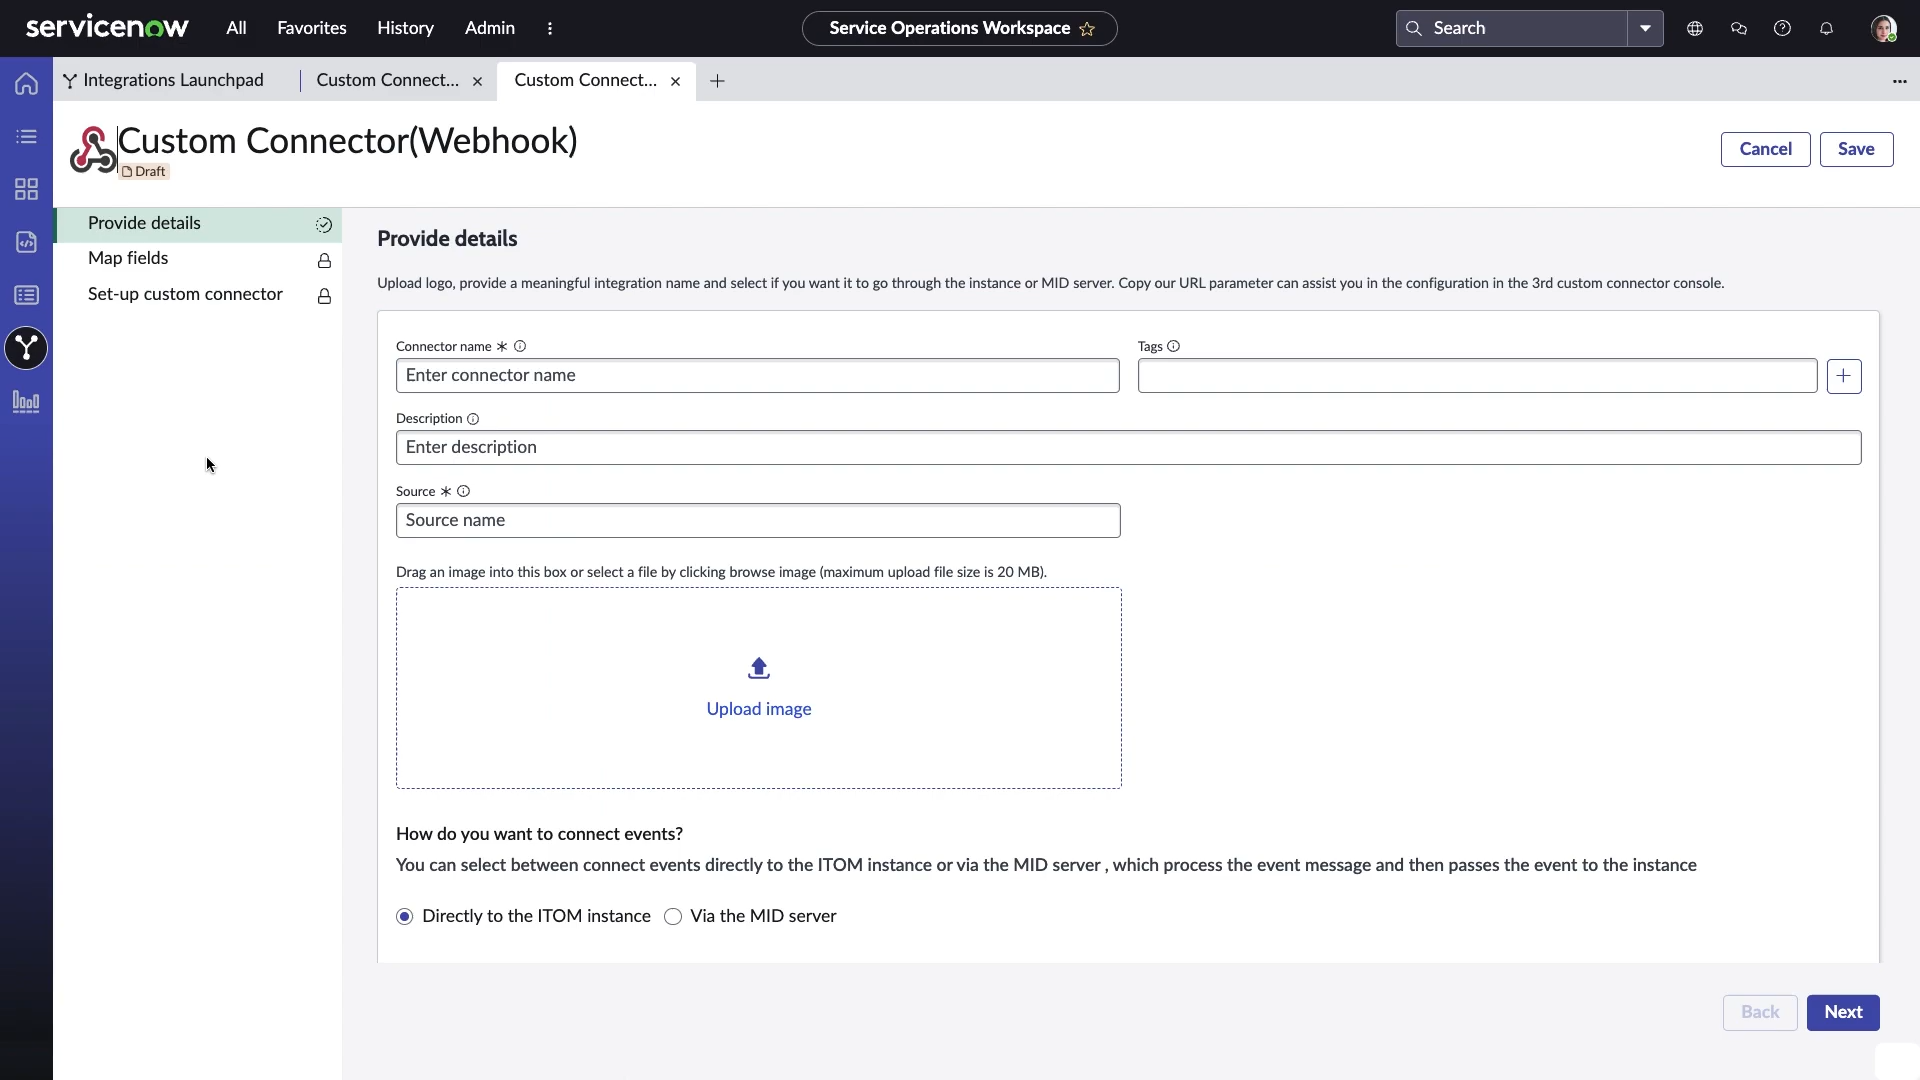 servicenow
All
Favorites
History
Admin
Service Operations Workspace
Search
Integrations Launchpad
Custom Connect...
Custom Connect...
Custom Connector(Webhook)
Draft
Cancel
Save
Provide details
Map fields
Set-up custom connector
Provide details
Upload logo, provide a meaningful integration name and select if you want it to go through the instance or MID server. Copy our URL parameter can assist you in the configuration in the 3rd custom connector console.
Connector name *
Enter connector name
Tags
Description
Enter description
Source *
Source name
Drag an image into this box or select a file by clicking browse image (maximum upload file size is 20 MB).
Upload image
How do you want to connect events?
You can select between connect events directly to the ITOM instance or via the MID server , which process the event message and then passes the event to the instance
Directly to the ITOM instance
Via the MID server
Back
Next